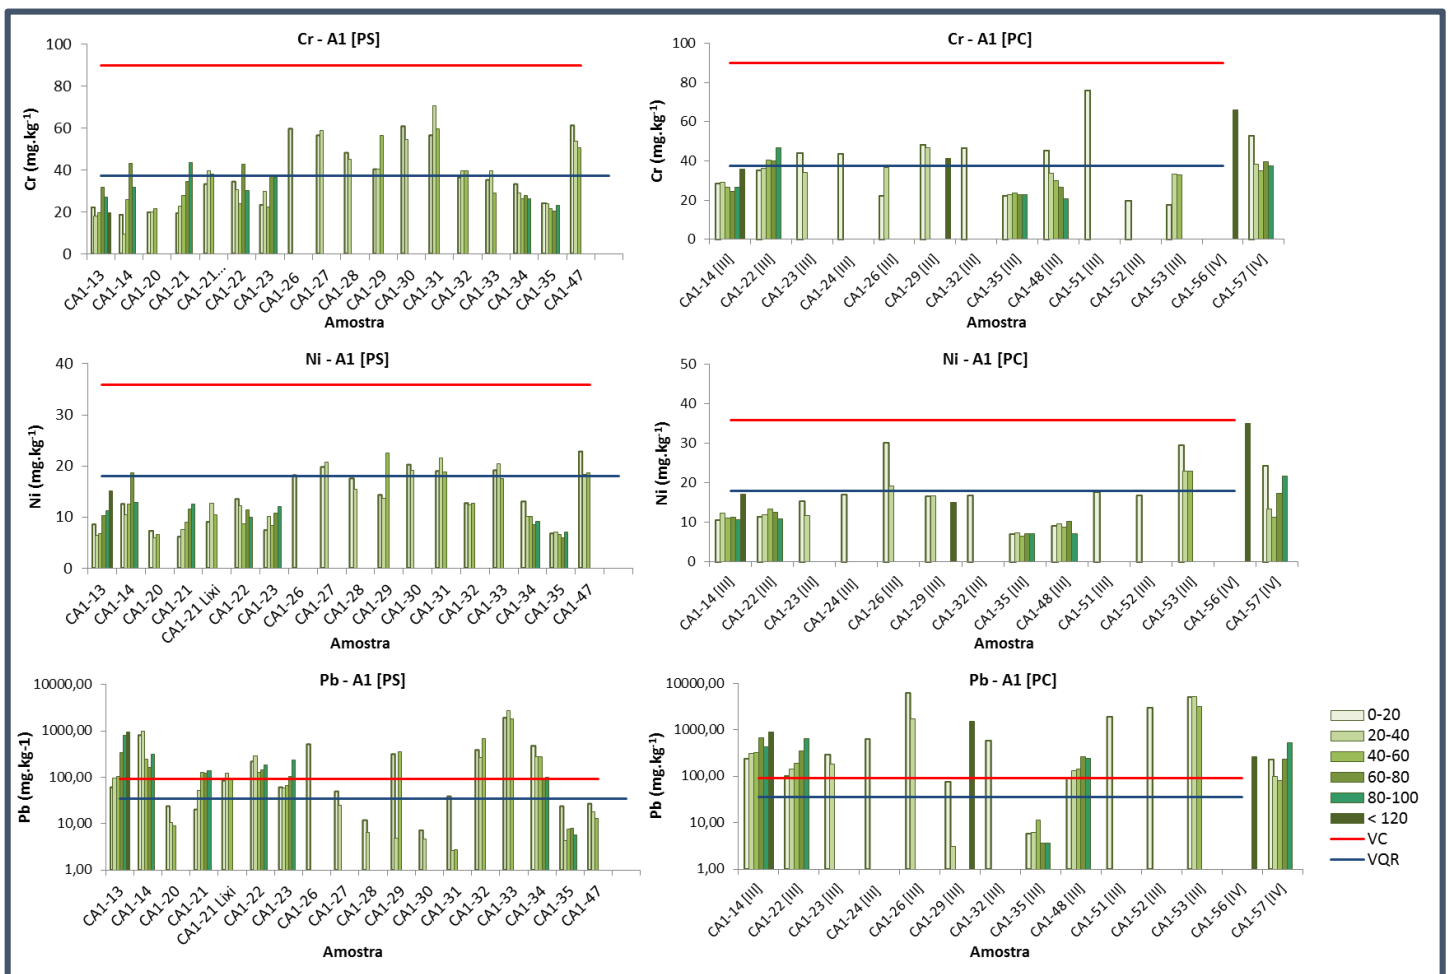 Cr - A1 [PS]
Cr (mg.kg-1)
100
80
60
40
20
0
CA1-13
CA1-14
CA1-20
CA1-21
CA1-21...
CA1-22
CA1-23
CA1-26
CA1-27
CA1-28
CA1-29
CA1-30
CA1-31
CA1-32
CA1-33
CA1-34
CA1-35
CA1-47
Amostra
Cr - A1 [PC]
Cr (mg.kg-1)
100
80
60
40
20
0
CA1-14 [III]
CA1-22 [III]
CA1-23 [III]
CA1-24 [III]
CA1-26 [III]
CA1-29 [III]
CA1-32 [III]
CA1-35 [III]
CA1-48 [III]
CA1-51 [III]
CA1-52 [III]
CA1-53 [III]
CA1-56 [IV]
CA1-57 [IV]
Amostra
Ni - A1 [PS]
Ni (mg.kg-1)
40
30
20
10
0
CA1-13
CA1-14
CA1-20
CA1-21
CA1-21 Lixi
CA1-22
CA1-23
CA1-26
CA1-27
CA1-28
CA1-29
CA1-30
CA1-31
CA1-32
CA1-33
CA1-34
CA1-35
CA1-47
Amostra
Ni - A1 [PC]
Ni (mg.kg-1)
50
40
30
20
10
0
CA1-14 [III]
CA1-22 [III]
CA1-23 [III]
CA1-24 [III]
CA1-26 [III]
CA1-29 [III]
CA1-32 [III]
CA1-35 [III]
CA1-48 [III]
CA1-51 [III]
CA1-52 [III]
CA1-53 [III]
CA1-56 [IV]
CA1-57 [IV]
Amostra
Pb - A1 [PS]
Pb (mg.kg-1)
10000,00
1000,00
100,00
10,00
1,00
CA1-13
CA1-14
CA1-20
CA1-21
CA1-21 Lixi
CA1-22
CA1-23
CA1-26
CA1-27
CA1-28
CA1-29
CA1-30
CA1-31
CA1-32
CA1-33
CA1-34
CA1-35
CA1-47
Amostra
Pb - A1 [PC]
Pb (mg.kg-1)
10000,00
1000,00
100,00
10,00
1,00
CA1-14 [III]
CA1-22 [III]
CA1-23 [III]
CA1-24 [III]
CA1-26 [III]
CA1-29 [III]
CA1-32 [III]
CA1-35 [III]
CA1-48 [III]
CA1-51 [III]
CA1-52 [III]
CA1-53 [III]
CA1-56 [IV]
CA1-57 [IV]
Amostra
0-20
20-40
40-60
60-80
80-100
< 120
VC
VQR